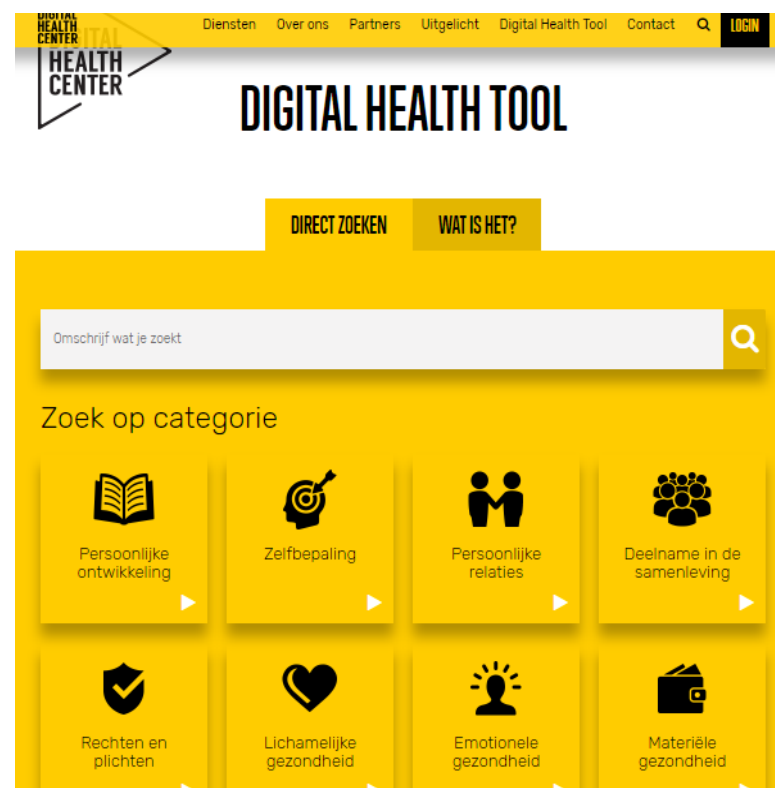 DIGITAL
HEALTH
CENTER
Diensten Over ons Partners Uitgelicht Digital Health Tool Contact LOGIN
DIGITAL
HEALTH
CENTER
DIGITAL HEALTH TOOL
DIRECT ZOEKEN WAT IS HET?
Omschrijf wat je zoekt
Zoek op categorie
Persoonlijke
ontwikkeling
Zelfbepaling
Persoonlijke
relaties
Deelname in de
samenleving
Rechten en
plichten
Lichamelijke
gezondheid
Emotionele
gezondheid
Materiële
gezondheid